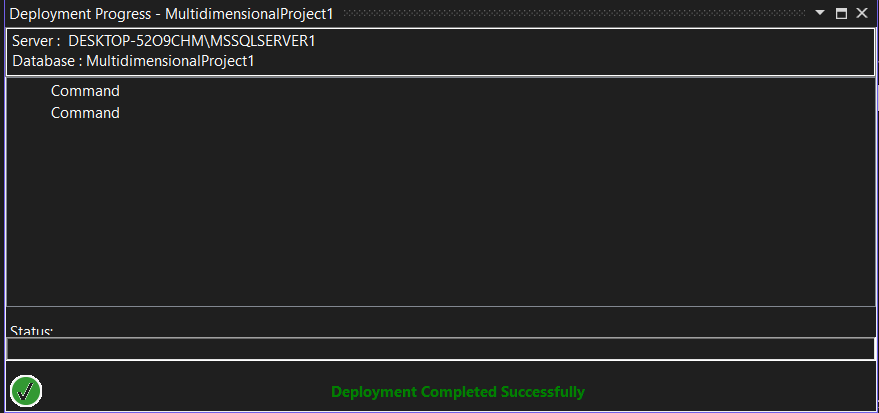 Deployment Progress - MultidimensionalProject1
Server :  DESKTOP-52O9CHM\MSSQLSERVER1
Database : MultidimensionalProject1
Command
Command
Status:
Deployment Completed Successfully